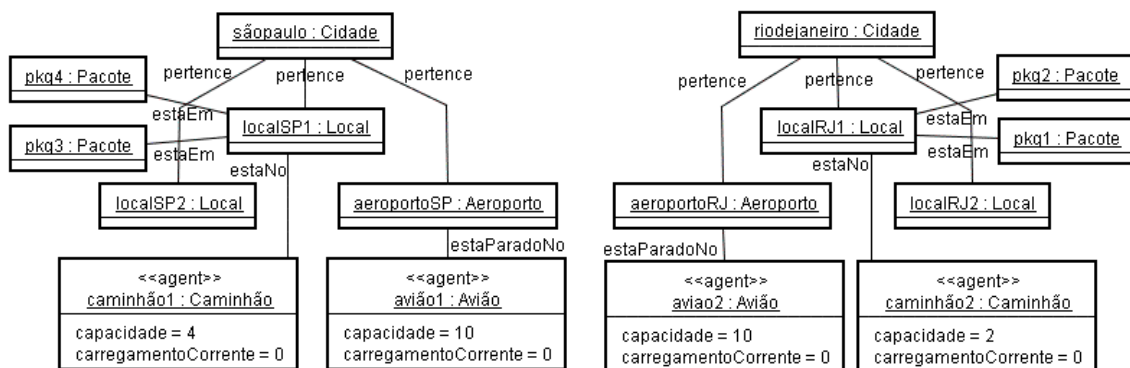 sãopaulo : Cidade
riodejaneiro : Cidade
pertence
pertence
pertence
pertence
pertence
pertence
pkg4 : Pacote
pkg2 : Pacote
estaEm
estaEm
localSP1 : Local
localRJ1 : Local
pkg3 : Pacote
pkg1 : Pacote
estaEm
estaEm
estaNo
estaNo
localSP2 : Local
aeroportoSP : Aeroporto
aeroportoRJ : Aeroporto
localRJ2 : Local
estaParadoNo
estaParadoNo
<<agent>>
caminhão1 : Caminhão
capacidade = 4
carregamentoCorrente = 0
<<agent>>
avião1 : Avião
capacidade = 10
carregamentoCorrente = 0
<<agent>>
aviao2 : Avião
capacidade = 10
carregamentoCorrente = 0
<<agent>>
caminhão2 : Caminhão
capacidade = 2
carregamentoCorrente = 0